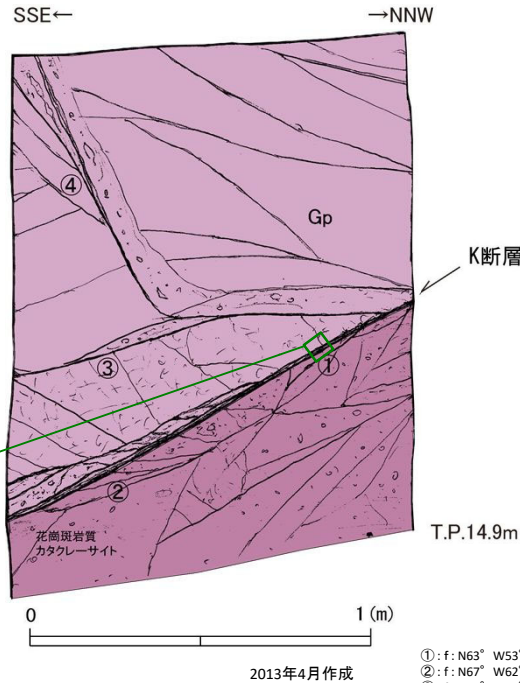 SSE← →NNW
④
Gp
K断層
③
①
②
花崗斑岩質
カタクレーサイト
T.P.14.9m
0 1 (m)
2013年4月作成
①:f:N63° W53°
②:f:N67° W62°